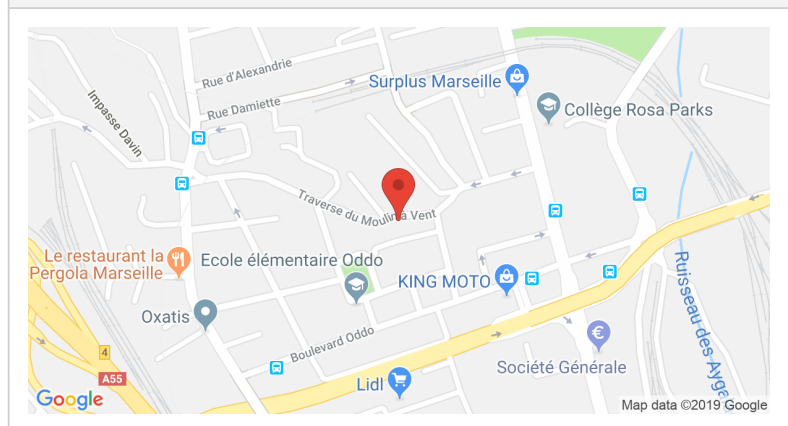 Rue d'Alexandrie
Surplus Marseille
Rue Damiette
Collège Rosa Parks
Impasse Davin
Traverse du Moulin à Vent
Le restaurant la
Pergola Marseille
Ecole élémentaire Oddo
KING MOTO
Ruisseau des Ayga
Oxatis
Boulevard Oddo
4
A55
Société Générale
Lidl
Google
Map data ©2019 Google